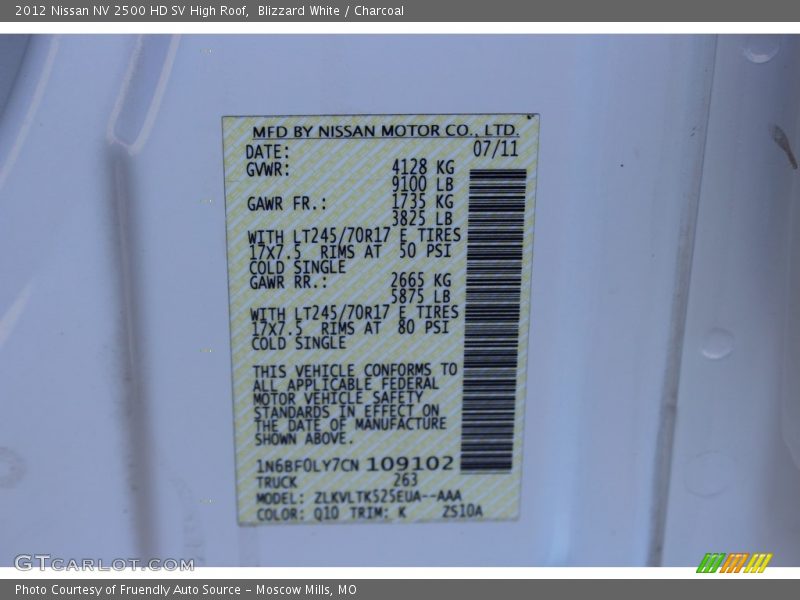 2012 Nissan NV 2500 HD SV High Roof,  Blizzard White / Charcoal
MFD BY NISSAN MOTOR CO., LTD.
DATE: 07/11
GVWR: 4128 KG
9100 LB
GAWR FR.: 1735 KG
3825 LB
WITH LT245/70R17 E TIRES
17X7.5 RIMS AT 50 PSI
COLD SINGLE
GAWR RR.: 2665 KG
5875 LB
WITH LT245/70R17 E TIRES
17X7.5 RIMS AT 80 PSI
COLD SINGLE
THIS VEHICLE CONFORMS TO
ALL APPLICABLE FEDERAL
MOTOR VEHICLE SAFETY
STANDARDS IN EFFECT ON
THE DATE OF MANUFACTURE
SHOWN ABOVE.
1N6BF0LY7CN 109102
TRUCK 263
MODEL: ZLKVLTK525EUA--AAA
COLOR: Q10 TRIM: K ZS10A
GTCARLOT.COM
Photo Courtesy of Fruendly Auto Source – Moscow Mills, MO